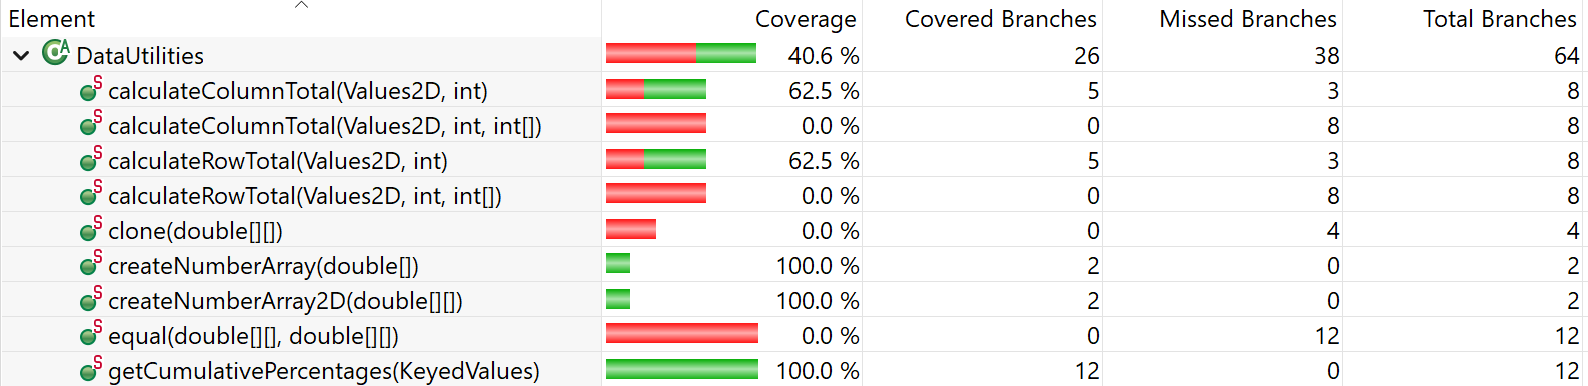 Element Coverage Covered Branches Missed Branches Total Branches
DataUtilities 40.6 % 26 38 64
calculateColumnTotal(Values2D, int) 62.5 % 5 3 8
calculateColumnTotal(Values2D, int, int[]) 0.0 % 0 8 8
calculateRowTotal(Values2D, int) 62.5 % 5 3 8
calculateRowTotal(Values2D, int, int[]) 0.0 % 0 8 8
clone(double[][]) 0.0 % 0 4 4
createNumberArray(double[]) 100.0 % 2 0 2
createNumberArray2D(double[][]) 100.0 % 2 0 2
equal(double[][], double[][]) 0.0 % 0 12 12
getCumulativePercentages(KeyedValues) 100.0 % 12 0 12